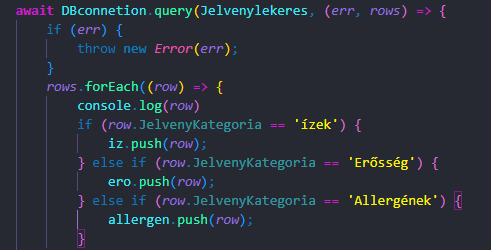 await DBconnetion.query(Jelvenylekeres, (err, rows) => {
if (err) {
throw new Error(err);
}
rows.forEach((row) => {
console.log(row)
if (row.JelvenyKategoria == 'ízek') {
iz.push(row);
} else if (row.JelvenyKategoria == 'Erősség') {
ero.push(row);
} else if (row.JelvenyKategoria == 'Allergének') {
allergen.push(row);
}